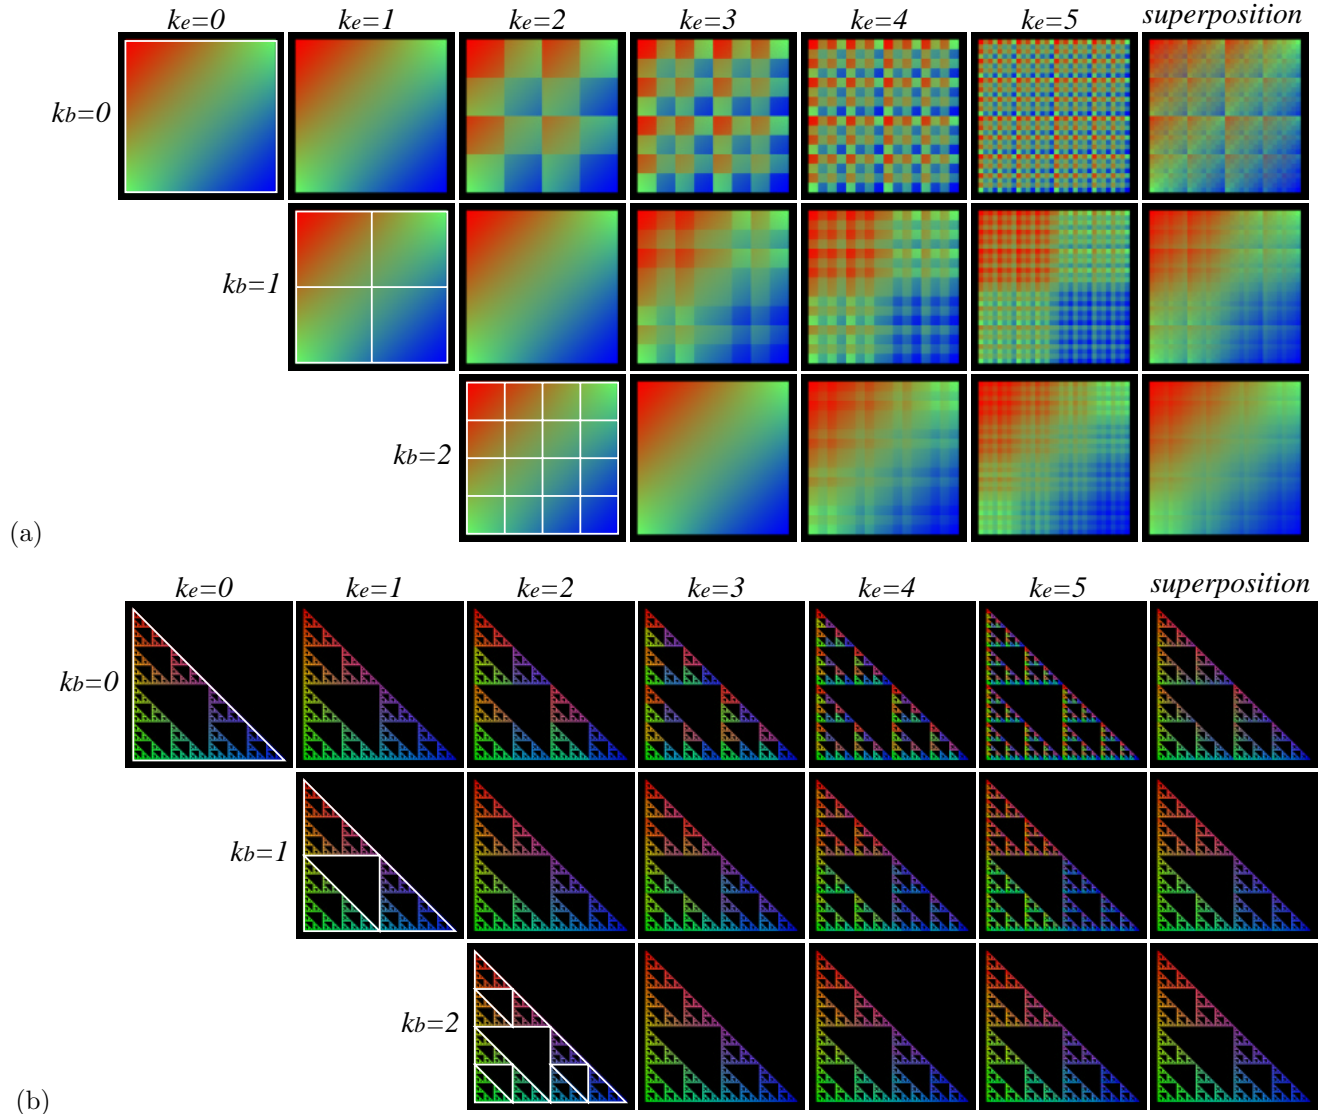 ke=0 ke=1 ke=2 ke=3 ke=4 ke=5 superposition
kb=0
kb=1
kb=2
(a)
ke=0 ke=1 ke=2 ke=3 ke=4 ke=5 superposition
kb=0
kb=1
kb=2
(b)